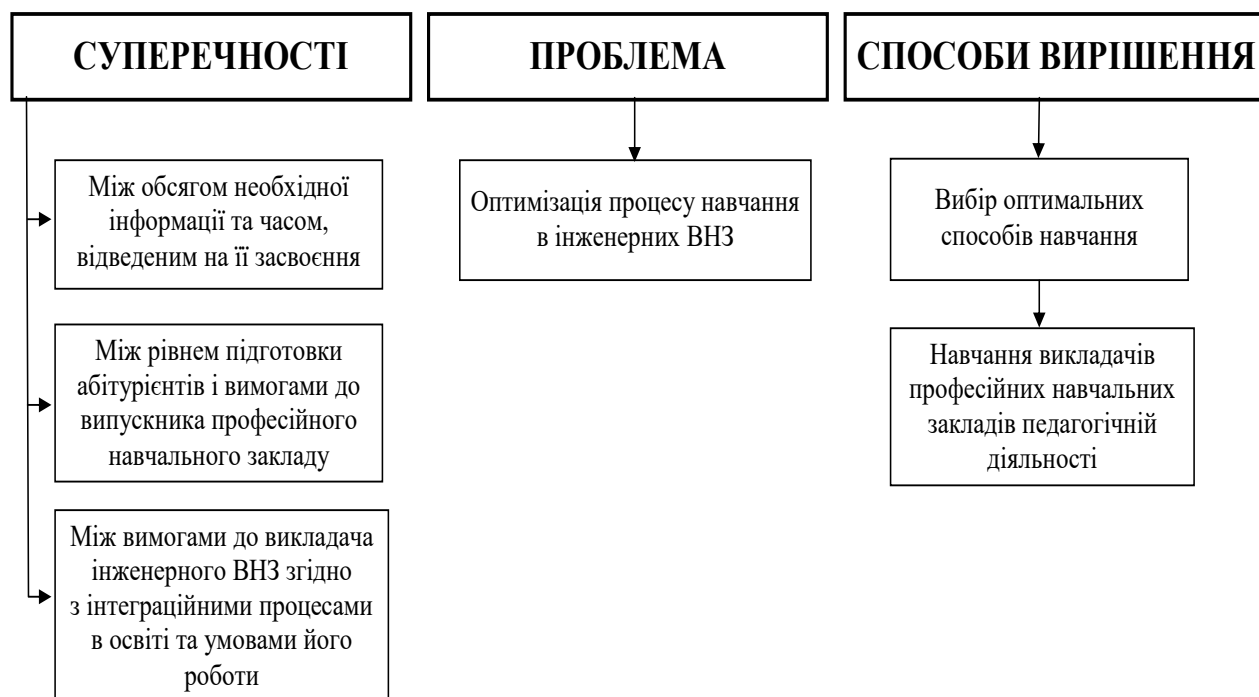 СУПЕРЕЧНОСТІ
Між обсягом необхідної
інформації та часом,
відведеним на її засвоєння
Між рівнем підготовки
абітурієнтів і вимогами до
випускника професійного
навчального закладу
Між вимогами до викладача
інженерного ВНЗ згідно
з інтеграційними процесами
в освіті та умовами його
роботи
ПРОБЛЕМА
Оптимізація процесу навчання
в інженерних ВНЗ
СПОСОБИ ВИРІШЕННЯ
Вибір оптимальних
способів навчання
Навчання викладачів
професійних навчальних
закладів педагогічній
діяльності